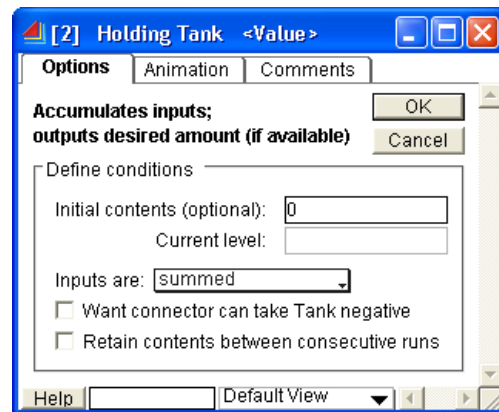 [2] Holding Tank <Value>
Options Animation Comments
Accumulates inputs; OK
outputs desired amount (if available) Cancel
Define conditions
Initial contents (optional): 0
Current level:
Inputs are: summed
Want connector can take Tank negative
Retain contents between consecutive runs
Help Default View